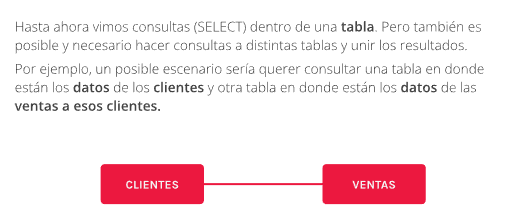 Hasta ahora vimos consultas (SELECT) dentro de una tabla. Pero también es
posible y necesario hacer consultas a distintas tablas y unir los resultados.
Por ejemplo, un posible escenario sería querer consultar una tabla en donde
están los datos de los clientes y otra tabla en donde están los datos de las
ventas a esos clientes.
CLIENTES
VENTAS